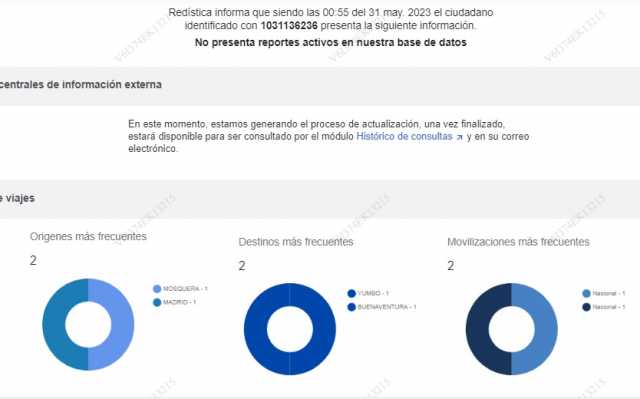 Redística informa que siendo las 00:55 del 31 may. 2023 el ciudadano
identificado con 1031136236 presenta la siguiente información.
No presenta reportes activos en nuestra base de datos
centrales de información externa
En este momento, estamos generando el proceso de actualización, una vez finalizado,
estará disponible para ser consultado por el módulo Histórico de consultas y en su correo
electrónico.
e viajes
Origenes más frecuentes
2
MOSQUERA - 1
MADRID - 1
Destinos más frecuentes
2
YUMBO - 1
BUENAVENTURA - 1
Movilizaciones más frecuentes
2
Nacional - 1
Nacional - 1